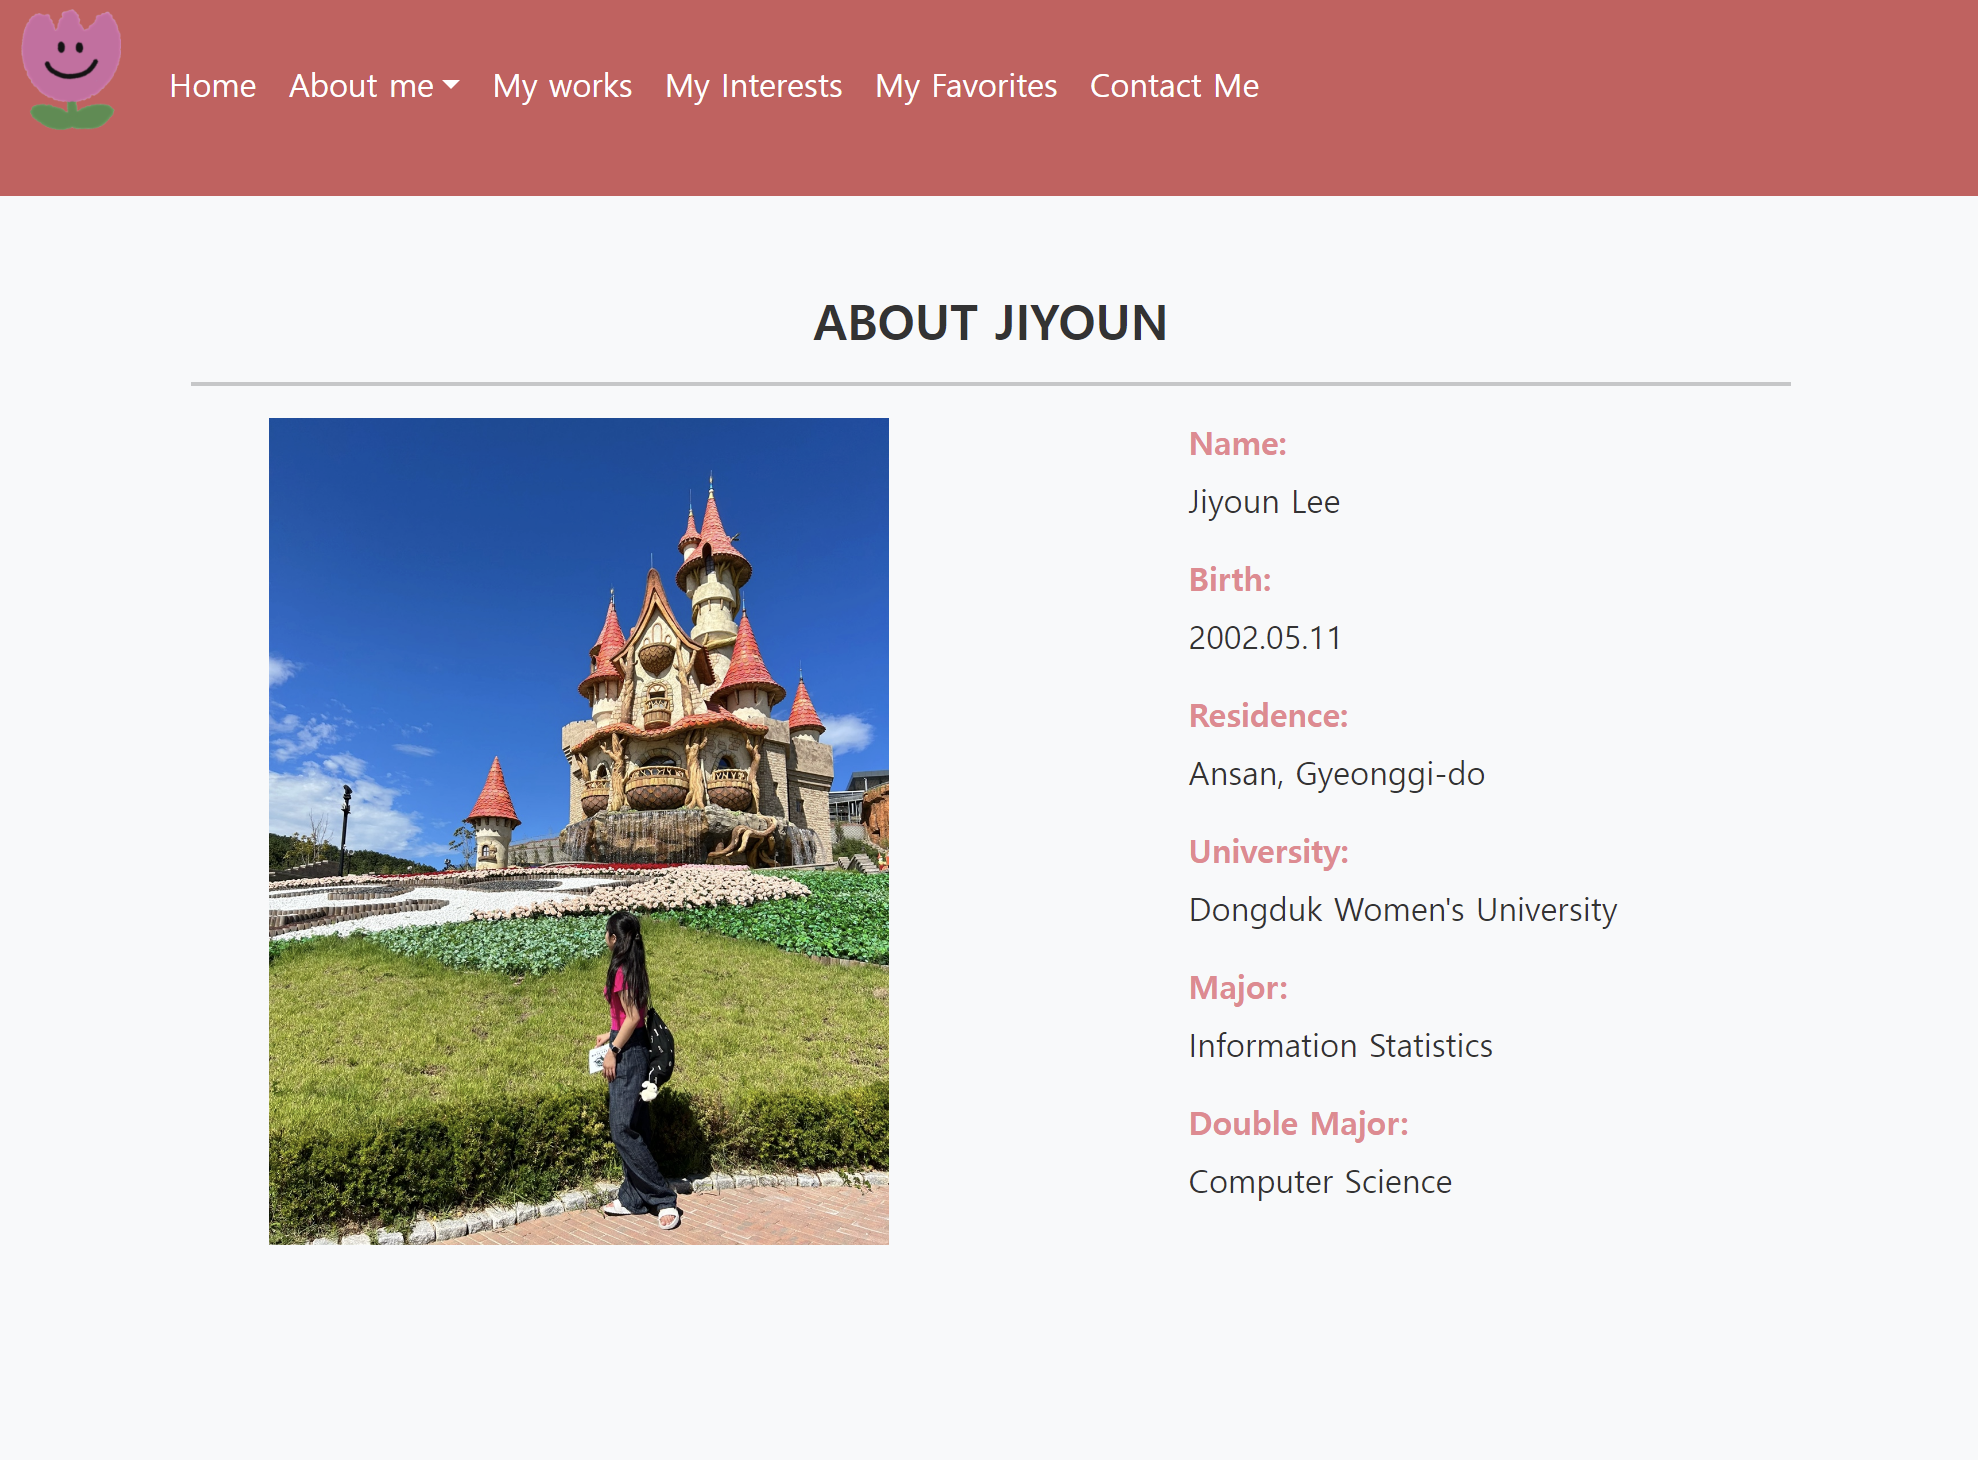 Home About me My works My Interests My Favorites Contact Me
ABOUT JIYOUN
Name:
Jiyoun Lee
Birth:
2002.05.11
Residence:
Ansan, Gyeonggi-do
University:
Dongduk Women's University
Major:
Information Statistics
Double Major:
Computer Science